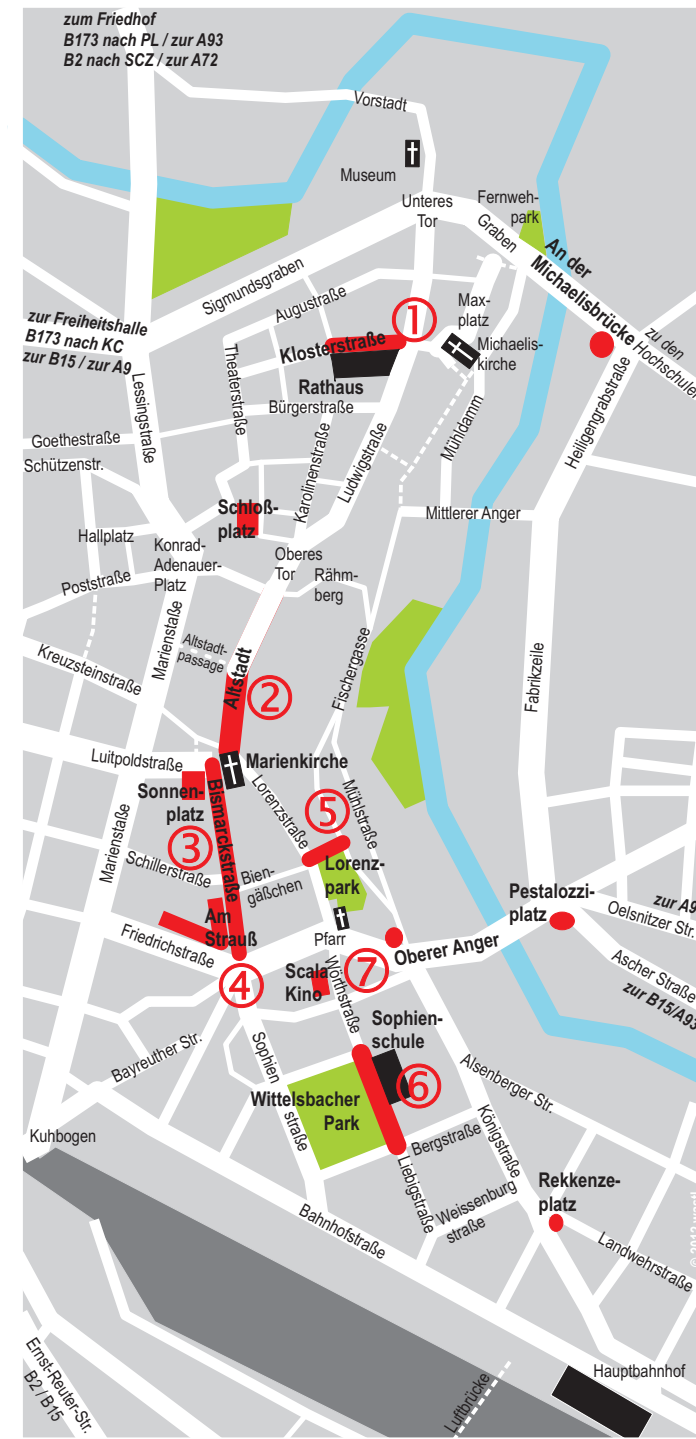 zum Friedhof
B173 nach PL / zur A93
B2 nach SCZ / zur A72
Vorstadt
Museum
Unteres
Tor
Fernweh-
park
Graben
An der
Michaelisbrücke
Sigmundsgraben
Augustraße
Max-
platz
zur Freiheitshalle
B173 nach KC
zur B15 / zur A9
1
Klosterstraße
Michaelis-
kirche
zu den
Hochschulen
Theaterstraße
Rathaus
Bürgerstraße
Lessingstraße
Goethestraße
Schützenstr.
Karolinenstraße
Ludwigstraße
Mühldamm
Heiligengrabstraße
Schloß-
platz
Mittlerer Anger
Hallplatz
Konrad-
Adenauer-
Platz
Oberes
Tor
Rähm-
berg
Poststraße
Marienstaße
Altstadt-
passage
Altstadt
Fischergasse
Fabrikzeile
Kreuzsteinstraße
2
Luitpoldstraße
Marienkirche
Sonnen-
platz
Bismarckstraße
Lorenzstraße
Mühlstraße
5
3
Marienstaße
Schillerstraße
Bien-
gäßchen
Lorenz-
park
Am
Strauß
Pestalozzi-
platz
zur A9
Oelsnitzer Str.
Friedrichstraße
Pfarr
Oberer Anger
Ascher Straße
zur B15/A93
4
Scala
Kino
7
Wörthstraße
Sophien-
schule
Bayreuther Str.
Sophien
straße
6
Wittelsbacher
Park
Alsenberger Str.
Königstraße
Kuhbogen
Bergstraße
Liebigstraße
Weissenburg
straße
Rekkenze-
platz
Bahnhofstraße
Landwehrstraße
Hauptbahnhof
Luftbrücke
Ernst-Reuter-Str.
B2 / B15